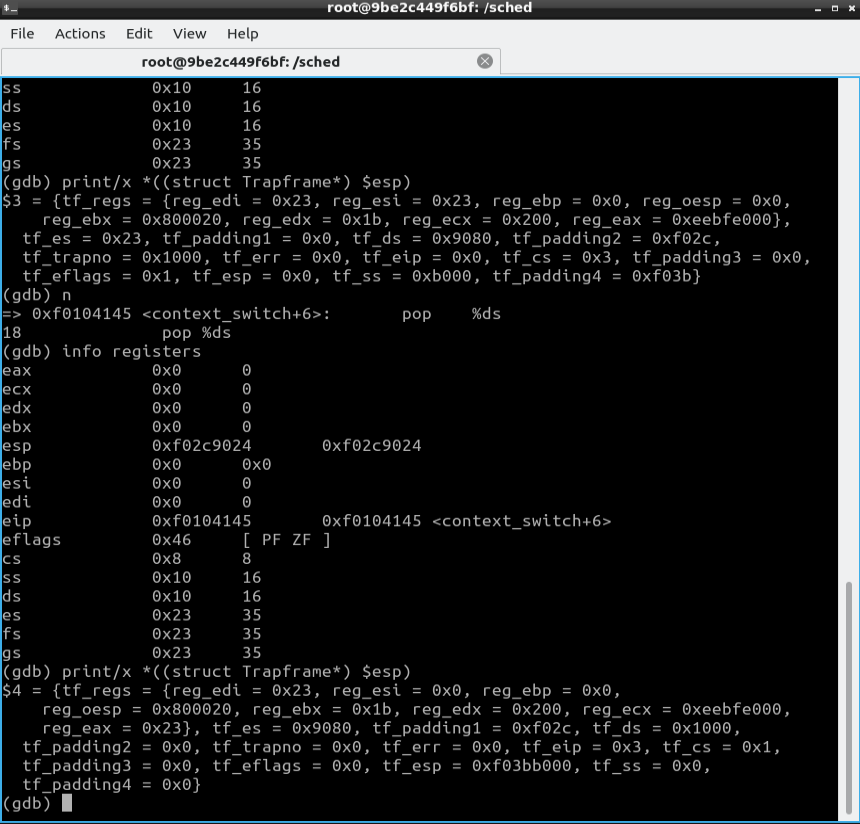 root@9be2c449f6bf: /sched
File Actions Edit View Help
root@9be2c449f6bf: /sched
ss 0x10 16
ds 0x10 16
es 0x10 16
fs 0x23 35
gs 0x23 35
(gdb) print/x *((struct Trapframe*) $esp)
$3 = {tf_regs = {reg_edi = 0x23, reg_esi = 0x23, reg_ebp = 0x0, reg_oesp = 0x0,
reg_ebx = 0x800020, reg_edx = 0x1b, reg_ecx = 0x200, reg_eax = 0xeebfe000},
tf_es = 0x23, tf_padding1 = 0x0, tf_ds = 0x9080, tf_padding2 = 0xf02c,
tf_trapno = 0x1000, tf_err = 0x0, tf_eip = 0x0, tf_cs = 0x3, tf_padding3 = 0x0,
tf_eflags = 0x1, tf_esp = 0x0, tf_ss = 0xb000, tf_padding4 = 0xf03b}
(gdb) n
=> 0xf0104145 <context_switch+6>: pop %ds
18 pop %ds
(gdb) info registers
eax 0x0 0
ecx 0x0 0
edx 0x0 0
ebx 0x0 0
esp 0xf02c9024 0xf02c9024
ebp 0x0 0x0
esi 0x0 0
edi 0x0 0
eip 0xf0104145 0xf0104145 <context_switch+6>
eflags 0x46 [ PF ZF ]
cs 0x8 8
ss 0x10 16
ds 0x10 16
es 0x23 35
fs 0x23 35
gs 0x23 35
(gdb) print/x *((struct Trapframe*) $esp)
$4 = {tf_regs = {reg_edi = 0x23, reg_esi = 0x0, reg_ebp = 0x0,
reg_oesp = 0x800020, reg_ebx = 0x1b, reg_edx = 0x200, reg_ecx = 0xeebfe000,
reg_eax = 0x23}, tf_es = 0x9080, tf_padding1 = 0xf02c, tf_ds = 0x1000,
tf_padding2 = 0x0, tf_trapno = 0x0, tf_err = 0x0, tf_eip = 0x3, tf_cs = 0x1,
tf_padding3 = 0x0, tf_eflags = 0x0, tf_esp = 0xf03bb000, tf_ss = 0x0,
tf_padding4 = 0x0}
(gdb)